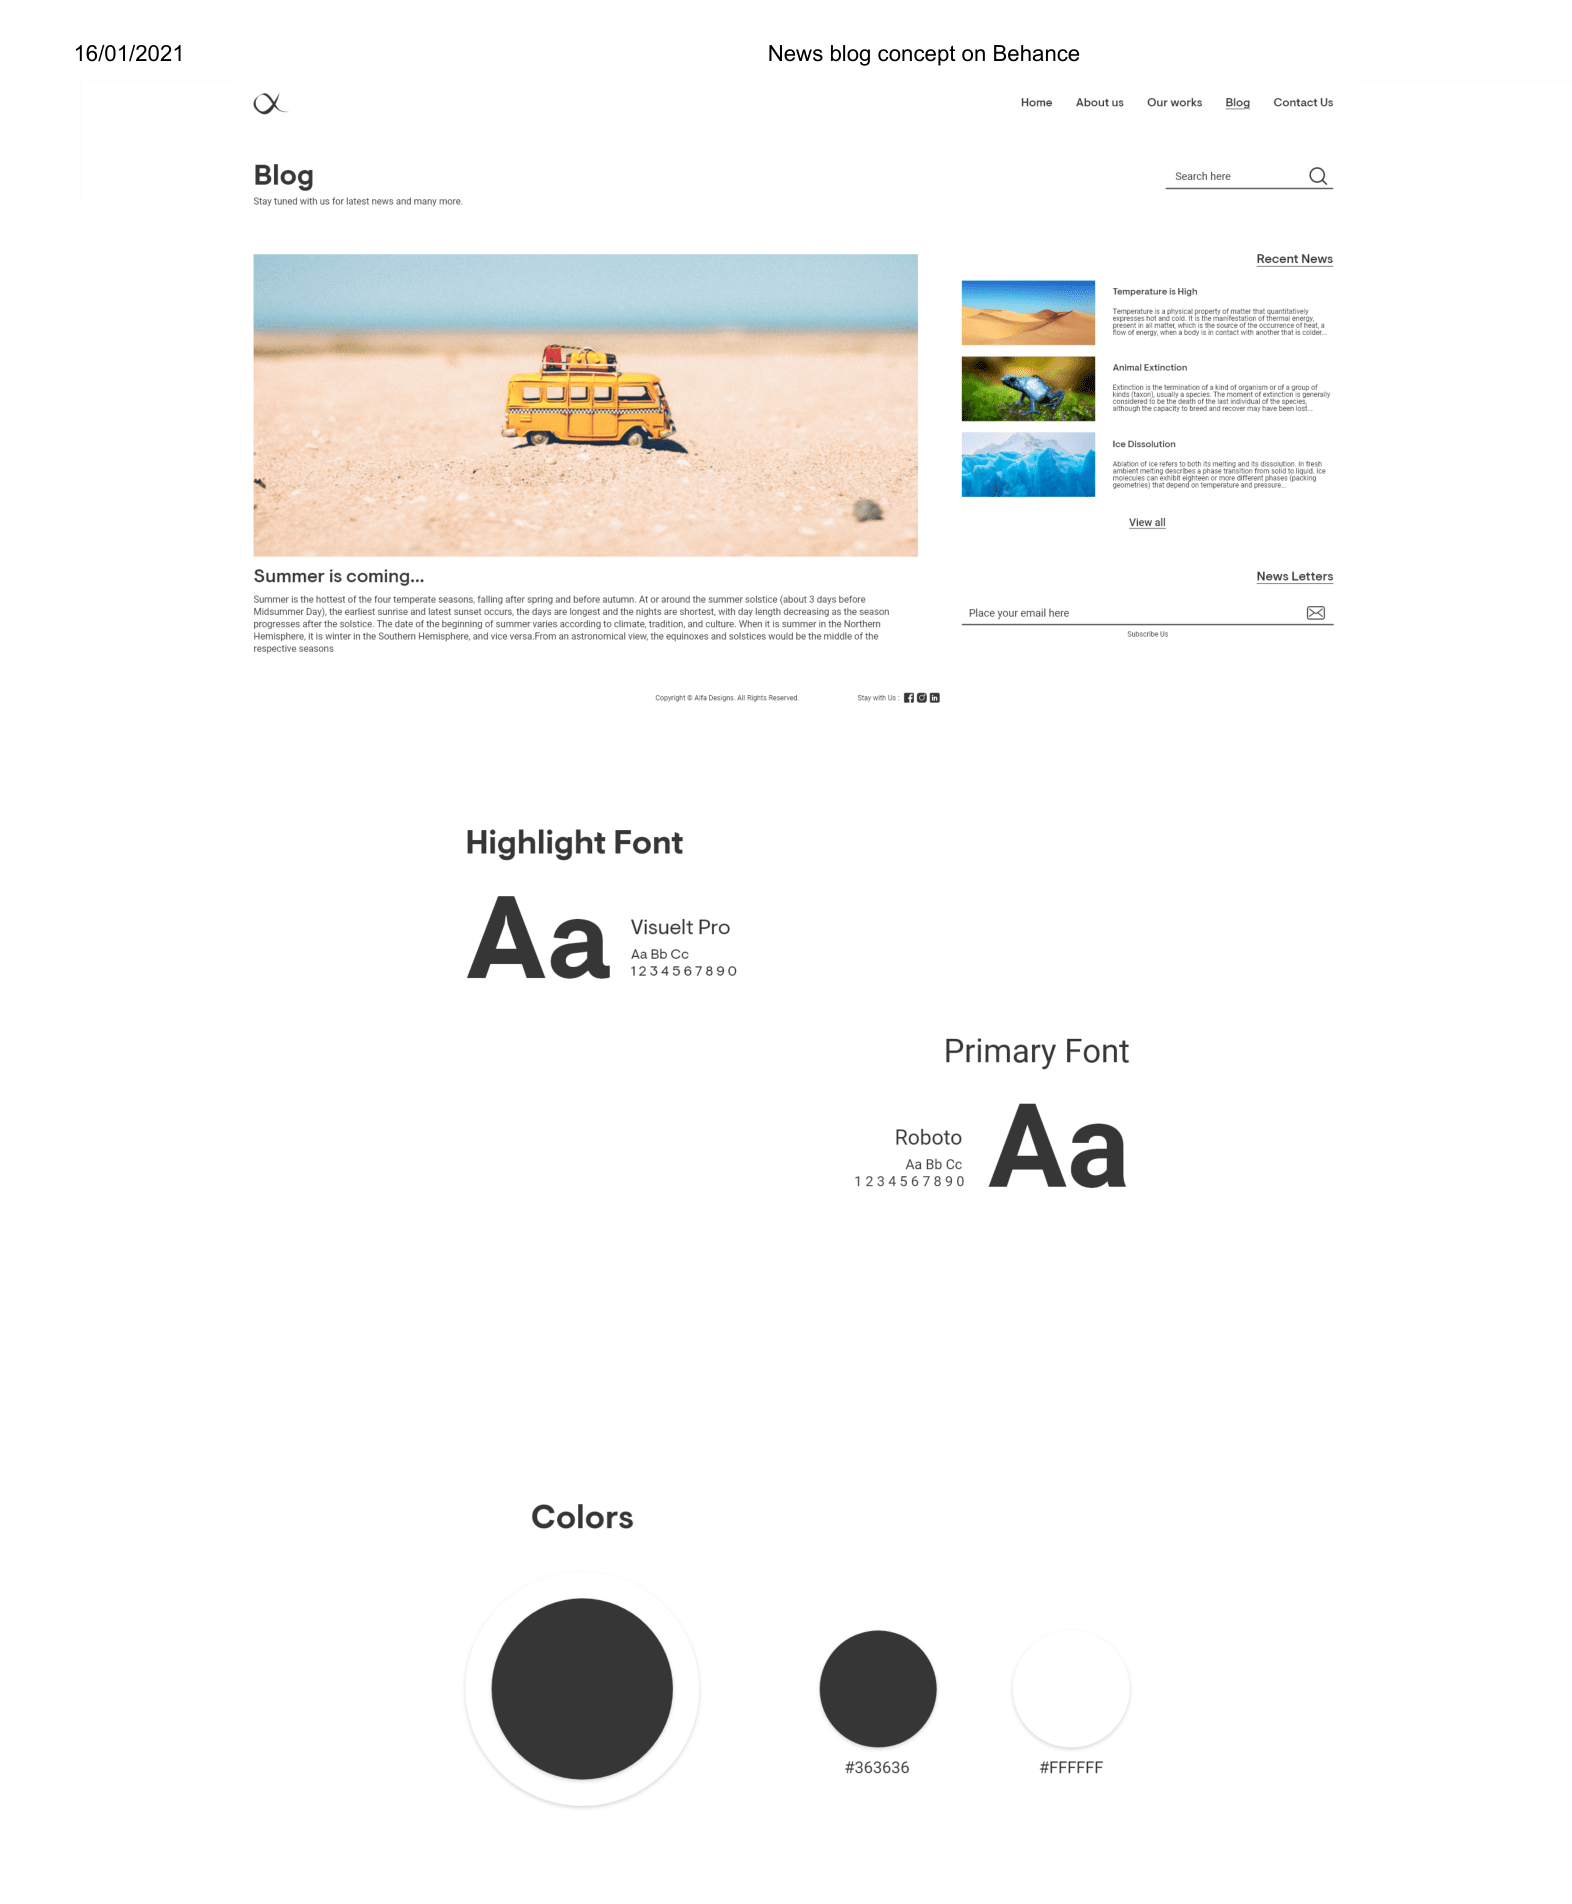 16/01/2021
News blog concept on Behance
Home About us Our works Blog Contact Us
Blog
Stay tuned with us for latest news and many more.
Search here
Summer is coming...
Summer is the hottest of the four temperate seasons, falling after spring and before autumn. At or around the summer solstice (about 3 days before
Midsummer Day), the earliest sunrise and latest sunset occurs, the days are longest and the nights are shortest, with day length decreasing as the season
progresses after the solstice. The date of the beginning of summer varies according to climate, tradition, and culture. When it is summer in the Northern
Hemisphere, it is winter in the Southern Hemisphere, and vice versa.From an astronomical view, the equinoxes and solstices would be the middle of the
respective seasons
Recent News
Temperature is High
Temperature is a physical property of matter that quantitatively
expresses hot and cold. It is the manifestation of thermal energy,
present in all matter, which is the source of the occurrence of heat, a
flow of energy, when a body is in contact with another that is colder...
Animal Extinction
Extinction is the termination of a kind of organism or of a group of
kinds (taxon), usually a species. The moment of extinction is generally
considered to be the death of the last individual of the species,
although the capacity to breed and recover may have been lost...
Ice Dissolution
Ablation of ice refers to both its melting and its dissolution. In fresh
ambient melting describes a phase transition from solid to liquid. Ice
molecules can exhibit eighteen or more different phases (packing
geometries) that depend on temperature and pressure...
View all
News Letters
Place your email here
Subscribe Us
Copyright © Alfa Designs. All Rights Reserved.
Stay with Us :
Highlight Font
Aa
Visuelt Pro
Aa Bb Cc
1 2 3 4 5 6 7 8 9 0
Primary Font
Roboto
Aa Bb Cc
1 2 3 4 5 6 7 8 9 0
Aa
Colors
#363636
#FFFFFF